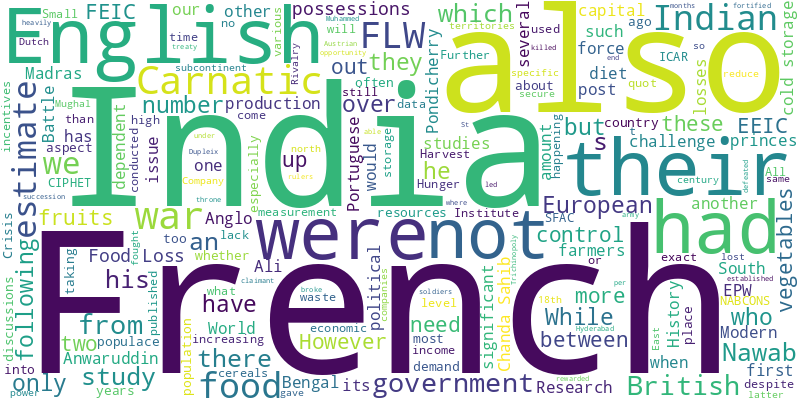 English
also
India
French
their
had
were
not
war
Carnatic
FLW
Indian
possessions
which
other
our
Small
FEIC
Dutch
time
populations
Madras
subcontinent
various
will
Muhammed
Austrian
opportunity
territories
Further
several
used
capital
ago
such
force
ICAR
so
months
fortified
killed
end
treaty
heavily
cold storage
incentives
Mughal
Battle
than
has
aspect
conducted
number
production
come
high
out
they
over
still
often
data
Rivalry
Pondicherry
about
specific
secure
diet
post
quot
losses
reduce
EEIC
princes
these
but
s
country
t
challenge
All
century
same
estimate
we
dependent
issue
up
one
under
Dupleix
Company
throne
north
especially
storage
able
rulers
Portuguese
would
he
studies
Harvest
Hunger
resources
Institute
measurement
where
led
St
amount
happening
European
SFAC
another
defeated
army
CIPHET
succession
Crisis
fruits
Anglo
too
an
lack
control
farmers
or
exact
South
vegetables
discussions
following
taking
Food Loss
his
whether
Ali
waste
fought
political
companies
significant
Chanda Sahib
Trichunopoly
need
level
more
18th
While
between
per
EPW
NABCONS
lost
established
who
Modern
History
place
when
from
two
populace
published
what
have
World
economic
broke
soldiers
However
most
income
demand
Hyderabad
East
Nawab
first
despite
latter
into
only
power
Anwaruddin
years
study
population
increasing
there
claimant
food
cereals
Bengal
gave
its
government
Research
rewarded
British
no